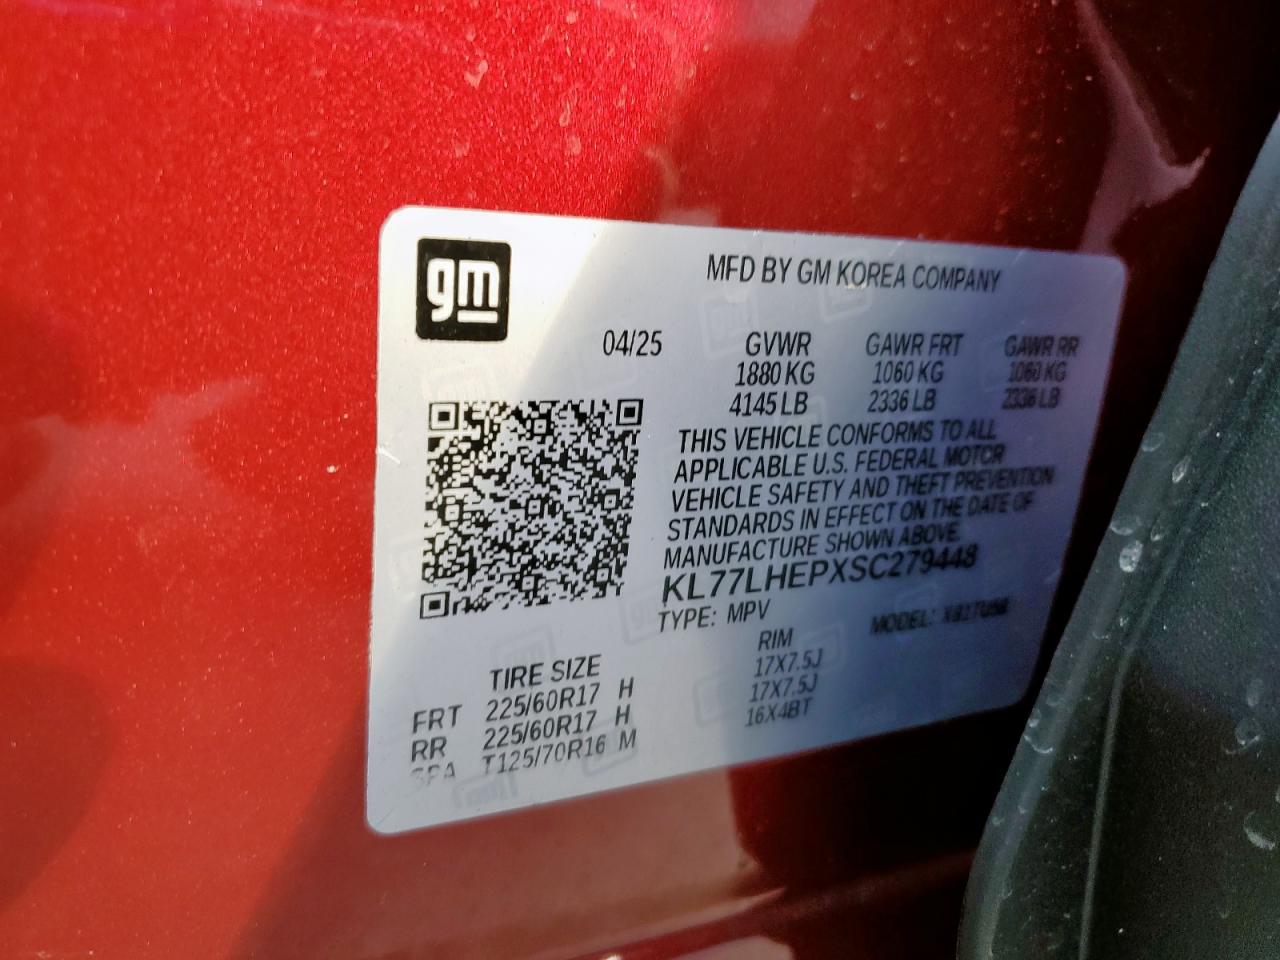 gm
MFD BY GM KOREA COMPANY
04/25 GVWR GAWR FRT GAWR RR
1880 KG 1060 KG 1060 KG
4145 LB 2336 LB 2336 LB
THIS VEHICLE CONFORMS TO ALL
APPLICABLE U.S. FEDERAL MOTOR
VEHICLE SAFETY AND THEFT PREVENTION
STANDARDS IN EFFECT ON THE DATE OF
MANUFACTURE SHOWN ABOVE.
KL77LHEPXSC279448
TYPE: MPV MODEL:
TIRE SIZE RIM
FRT 225/60R17 H 17X7.5J
RR 225/60R17 H 17X7.5J
SPA T125/70R16 M 16X4BT